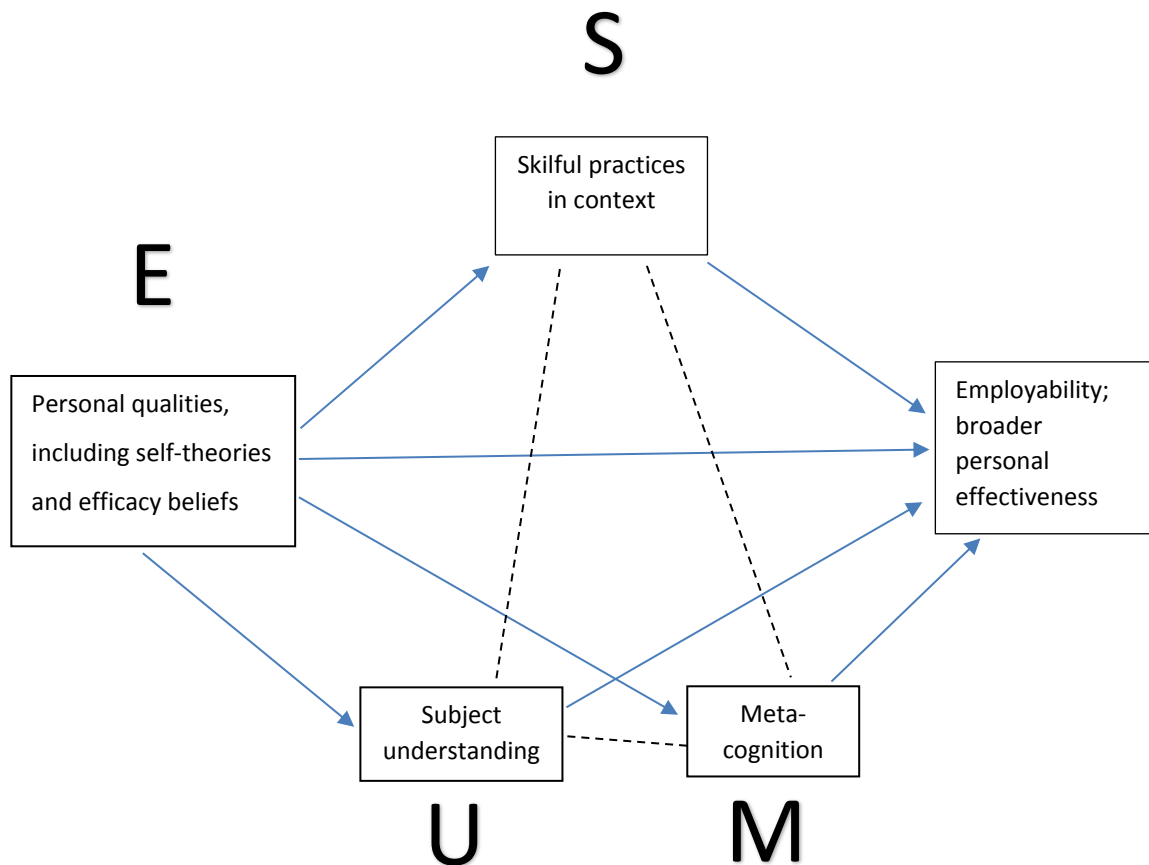 S
Skilful practices
in context
E
Personal qualities,
including self-theories
and efficacy beliefs
Employability;
broader
personal
effectiveness
Subject
understanding
Meta-
cognition
U
M